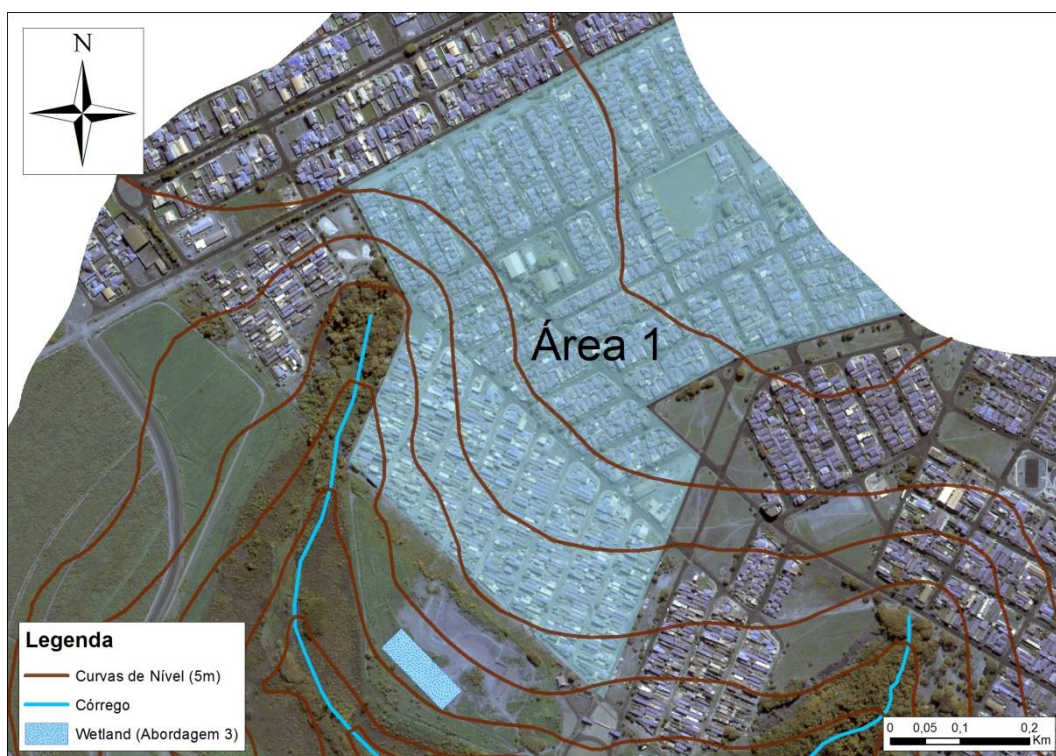 N
Área 1
Legenda
Curvas de Nível (5m)
Córrego
Wetland (Abordagem 3)
0 0,05 0,1 0,2
Km